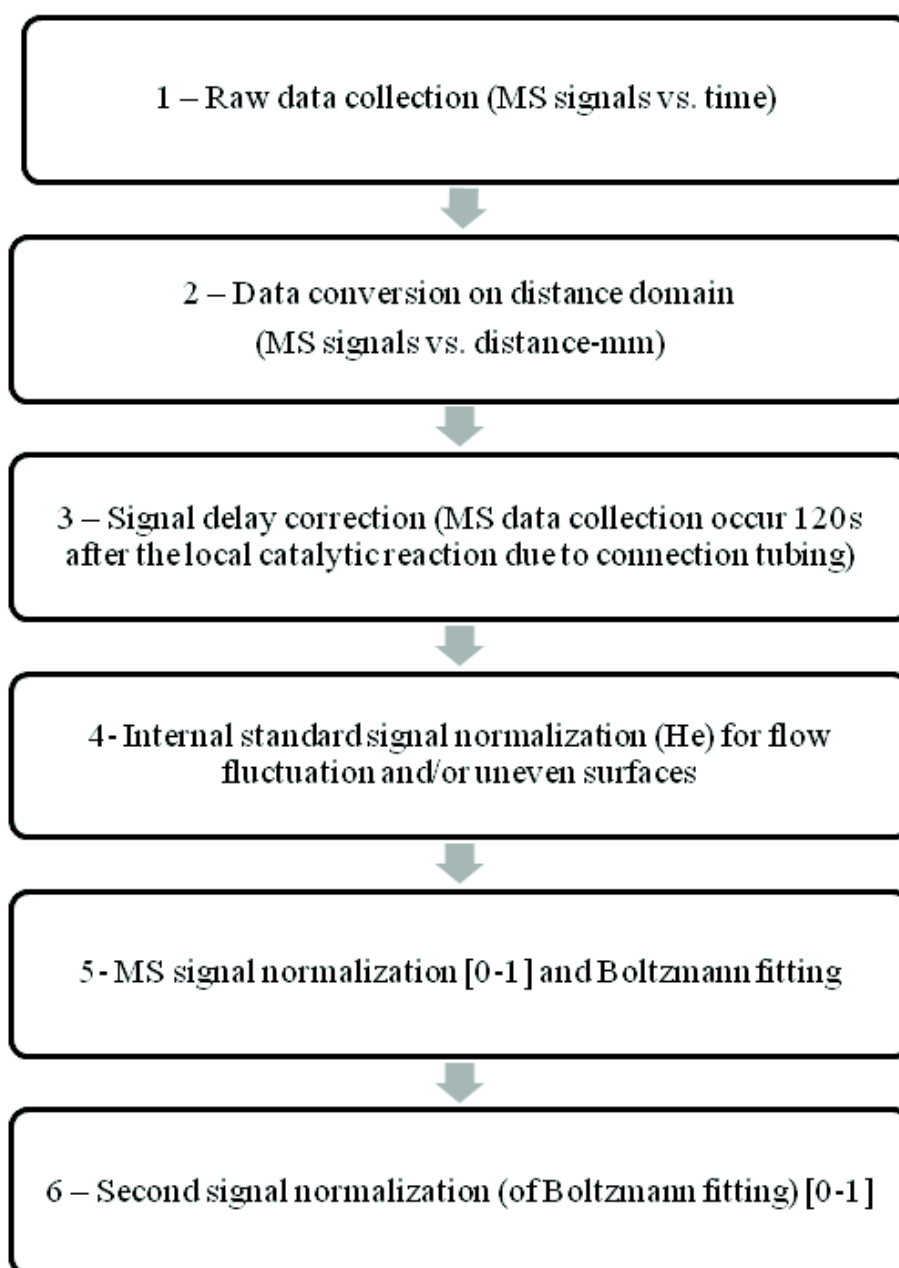 1 – Raw data collection (MS signals vs. time)
2 – Data conversion on distance domain
(MS signals vs. distance-mm)
3 – Signal delay correction (MS data collection occur 120 s
after the local catalytic reaction due to connection tubing)
4- Internal standard signal normalization (He) for flow
fluctuation and/or uneven surfaces
5- MS signal normalization [0-1] and Boltzmann fitting
6 – Second signal normalization (of Boltzmann fitting) [0-1]